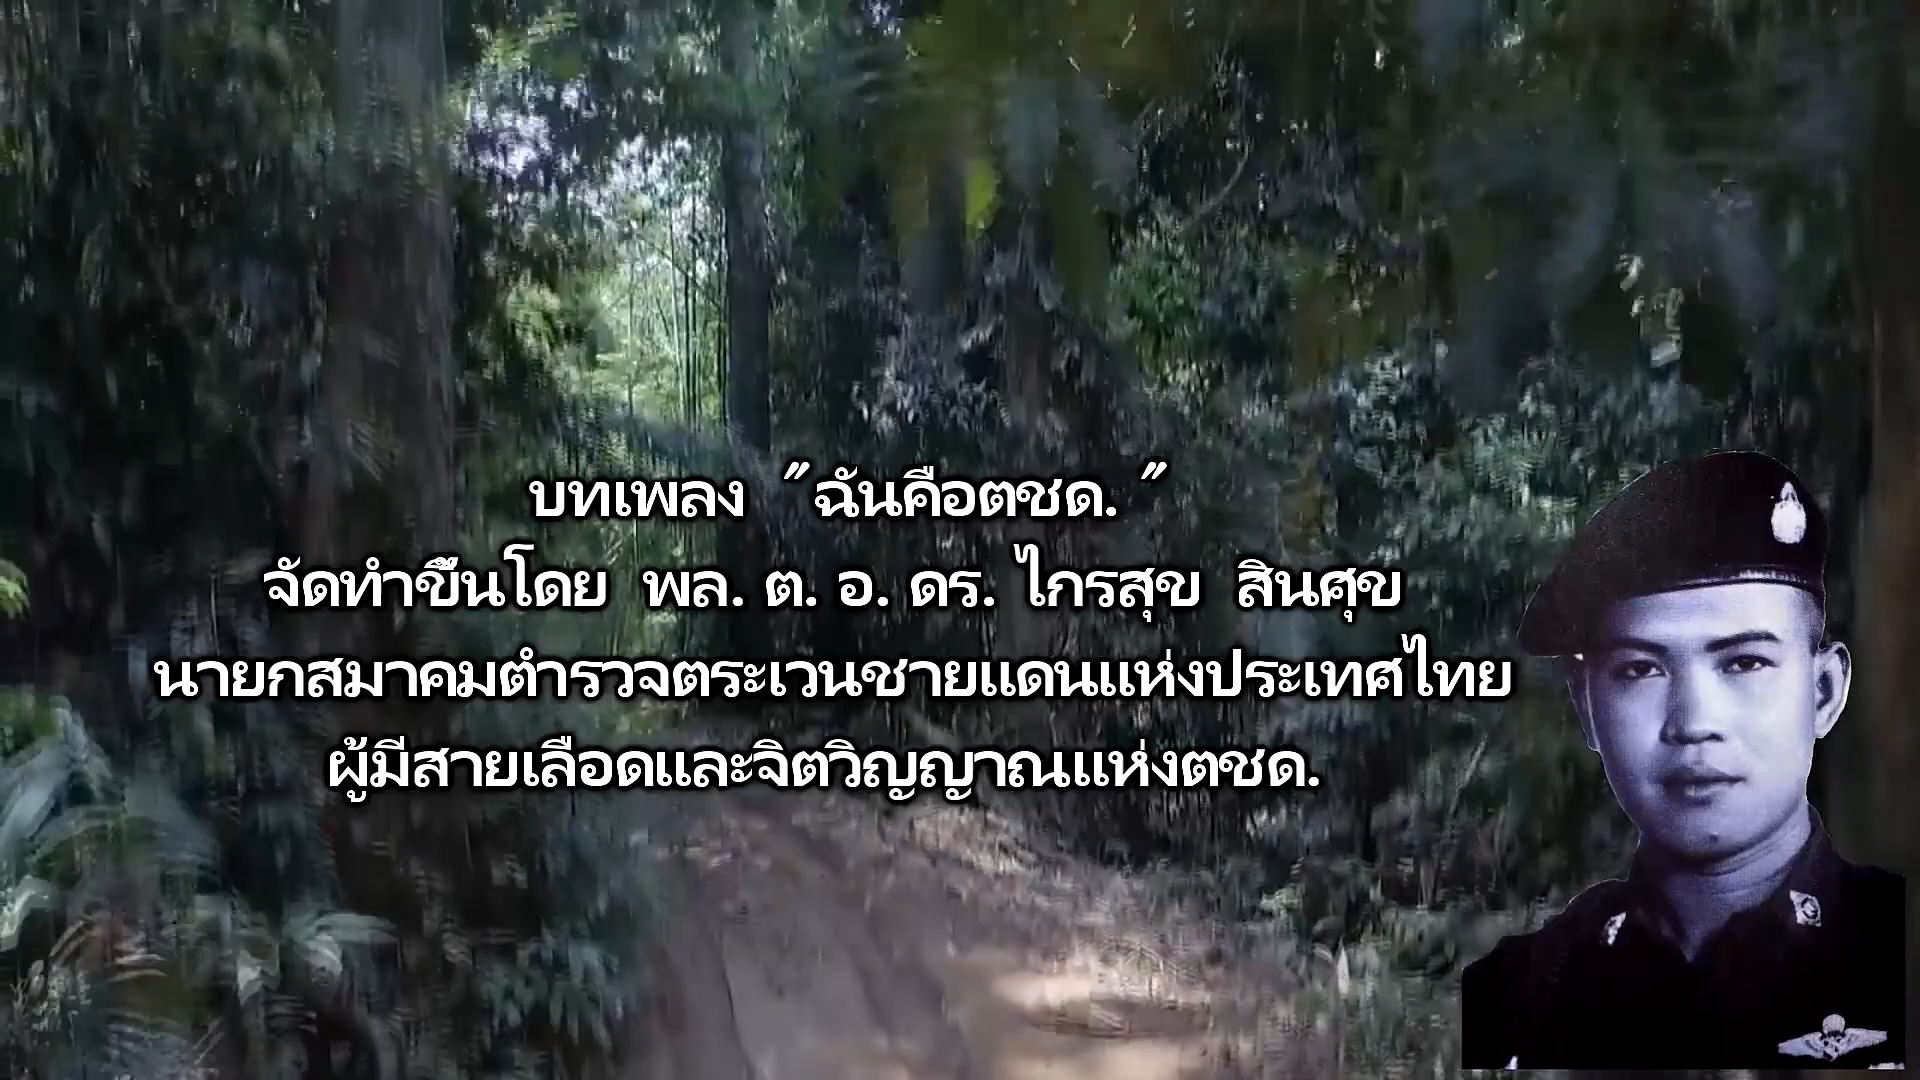 บทเพลง "ฉันคือตชด. "
จัดทำขึ้นโดย พล. ต. อ. ดร. ไกรสุข สินศุข
นายกสมาคมตำรวจตระเวนชายแดนแห่งประเทศไทย
ผู้มีสายเลือดและจิตวิญญาณแห่งตชด.